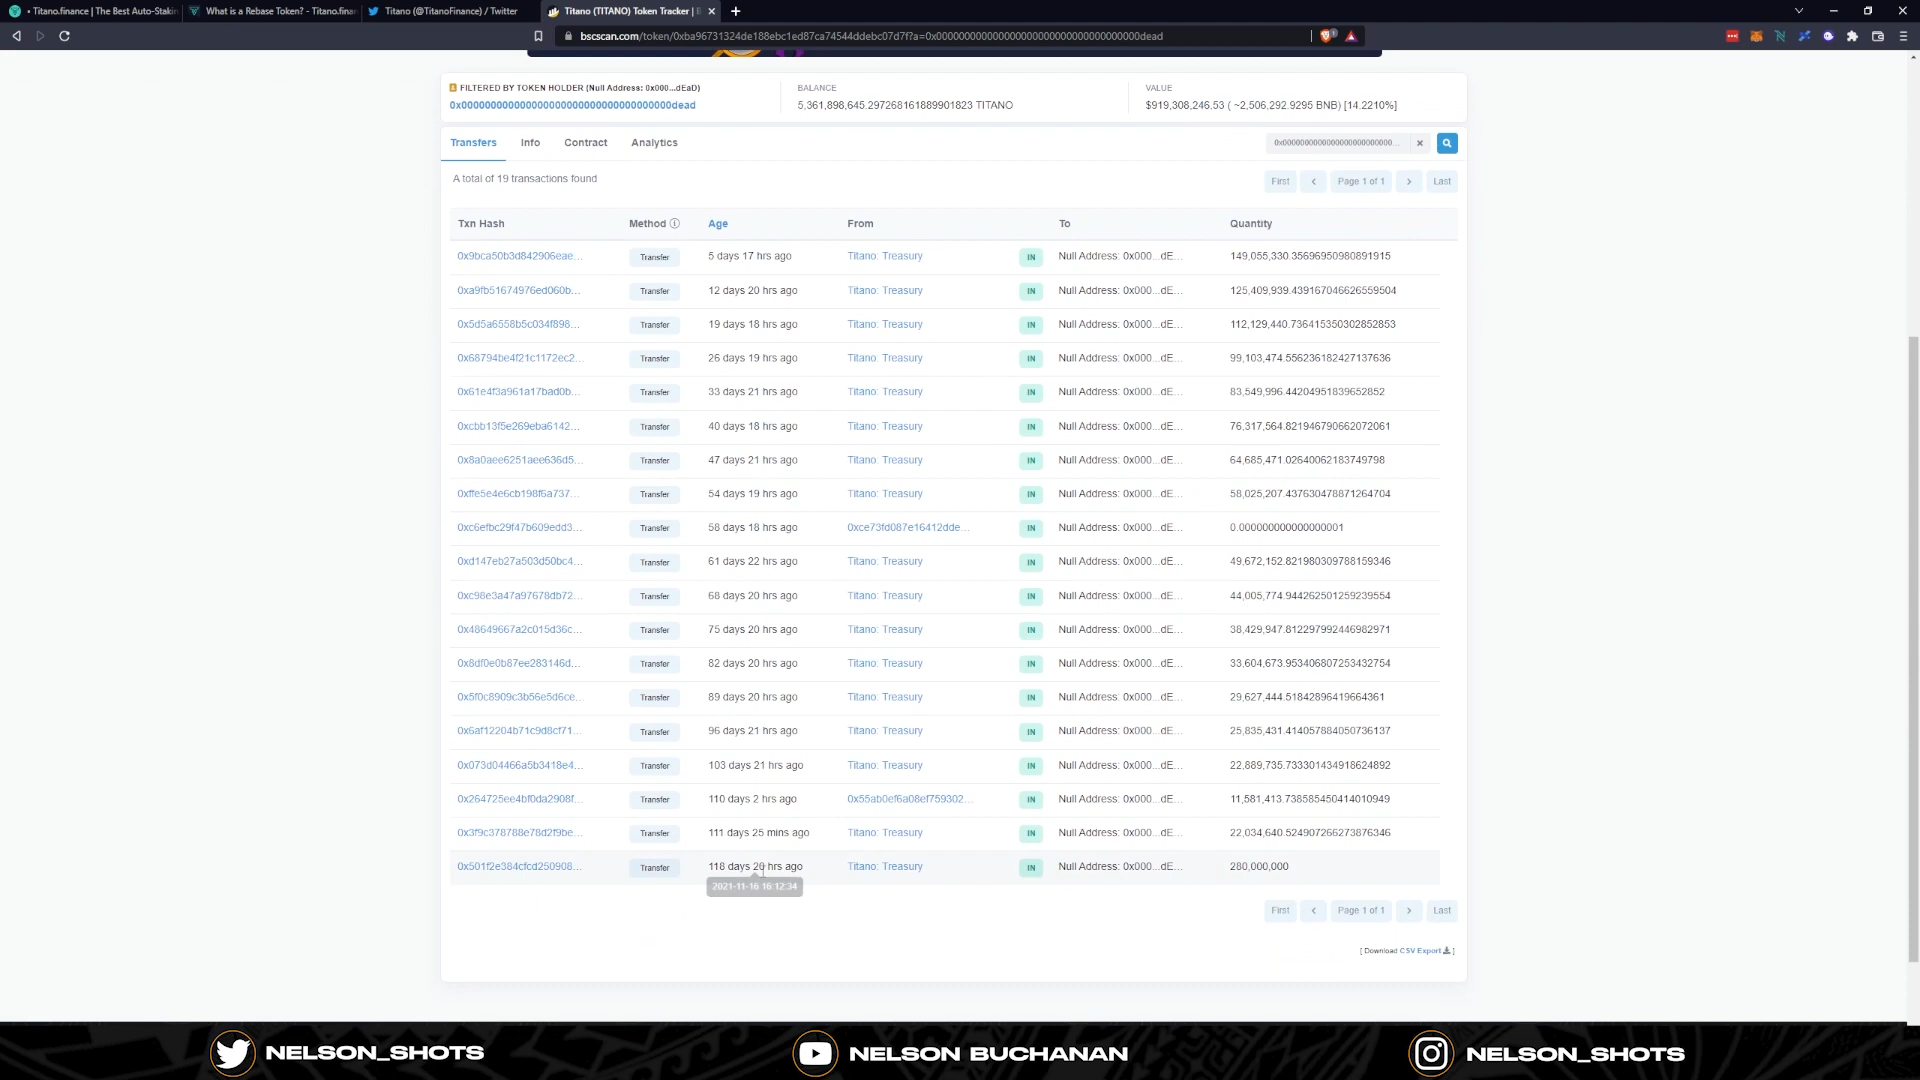 Titano.finance | The Best Auto-Stakin
What is a Rebase Token? - Titano.finan
Titano (@TitanoFinance) / Twitter
Titano (TITANO) Token Tracker |
bscscan.com/token/0xba96731324de188ebc1ed87ca74544ddebc07d7f?a=0x000000000000000000000000000000000000dead
FILTERED BY TOKEN HOLDER (Null Address: 0x000...dEaD)
BALANCE
VALUE
0x000000000000000000000000000000000000dead
5,361,898,645.297268161889901823 TITANO
$919,308,246.53 ( ~2,506,292.9295 BNB) [14.2210%]
Transfers Info Contract Analytics
A total of 19 transactions found
First Page 1 of 1 Last
Txn Hash Method Age From To Quantity
0x9bca50b3d842906eae... Transfer 5 days 17 hrs ago Titano: Treasury IN Null Address: 0x000...dE... 149,055,330.35696950980891915
0xa9fb51674976ed060b... Transfer 12 days 20 hrs ago Titano: Treasury IN Null Address: 0x000...dE... 125,409,939.439167046626559504
0x5d5a6558b5c034f898... Transfer 19 days 18 hrs ago Titano: Treasury IN Null Address: 0x000...dE... 112,129,440.736415350302852853
0x68794be4f21c1172ec2... Transfer 26 days 19 hrs ago Titano: Treasury IN Null Address: 0x000...dE... 99,103,474.556236182427137636
0x61e4f3a961a17bad0b... Transfer 33 days 21 hrs ago Titano: Treasury IN Null Address: 0x000...dE... 83,549,996.44204951839652852
0xcbb13f5e269eba6142... Transfer 40 days 18 hrs ago Titano: Treasury IN Null Address: 0x000...dE... 76,317,564.821946790662072061
0x8a0aee6251aee636d5... Transfer 47 days 21 hrs ago Titano: Treasury IN Null Address: 0x000...dE... 64,685,471.02640062183749798
0xffe5e4e6cb198f6a737... Transfer 54 days 19 hrs ago Titano: Treasury IN Null Address: 0x000...dE... 58,025,207.437630478871264704
0xc6efbc29f47b609edd3... Transfer 58 days 18 hrs ago 0xce73fd087e16412dde... IN Null Address: 0x000...dE... 0.000000000000000001
0xd147eb27a503d50bc4... Transfer 61 days 22 hrs ago Titano: Treasury IN Null Address: 0x000...dE... 49,672,152.821980309788159346
0xc98e3a47a97678db72... Transfer 68 days 20 hrs ago Titano: Treasury IN Null Address: 0x000...dE... 44,005,774.944262501259239554
0x48649667a2c015d36c... Transfer 75 days 20 hrs ago Titano: Treasury IN Null Address: 0x000...dE... 38,429,947.812297992446982971
0x8df0e0b87ee283146d... Transfer 82 days 20 hrs ago Titano: Treasury IN Null Address: 0x000...dE... 33,604,673.953406807253432754
0x5f0c8909c3b56e5d6ce... Transfer 89 days 20 hrs ago Titano: Treasury IN Null Address: 0x000...dE... 29,627,444.51842896419664361
0x6af12204b71c9d8cf71... Transfer 96 days 21 hrs ago Titano: Treasury IN Null Address: 0x000...dE... 25,835,431.414057884050736137
0x073d04466a5b3418e4... Transfer 103 days 21 hrs ago Titano: Treasury IN Null Address: 0x000...dE... 22,889,735.733301434918624892
0x264725ee4bf0da2908f... Transfer 110 days 2 hrs ago 0x55ab0ef6a08ef759302... IN Null Address: 0x000...dE... 11,581,413.738585450414010949
0x3f9c378788e78d2f9be... Transfer 111 days 25 mins ago Titano: Treasury IN Null Address: 0x000...dE... 22,034,640.524907266273876346
0x501f2e384cfcd250908... Transfer 118 days 20 hrs ago Titano: Treasury IN Null Address: 0x000...dE... 280,000,000
2021-11-16 16:12:34
First Page 1 of 1 Last
[ Download CSV Export ]
NELSON_SHOTS NELSON BUCHANAN NELSON_SHOTS